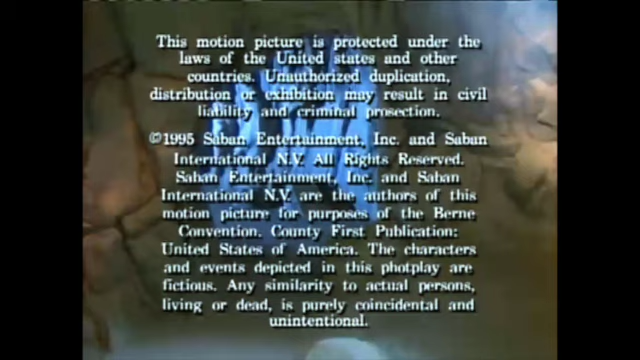 This motion picture is protected under the
laws of the United states and other
countries. Unauthorized duplication,
distribution or exhibition may result in civil
liability and criminal prosection.
©1995 Saban Entertainment, Inc. and Saban
International N.V. All Rights Reserved.
Saban Entertainment, Inc. and Saban
International N.V. are the authors of this
motion picture for purposes of the Berne
Convention. County First Publication:
United States of America. The characters
and events depicted in this photplay are
fictious. Any similarity to actual persons,
living or dead, is purely coincidental and
unintentional.